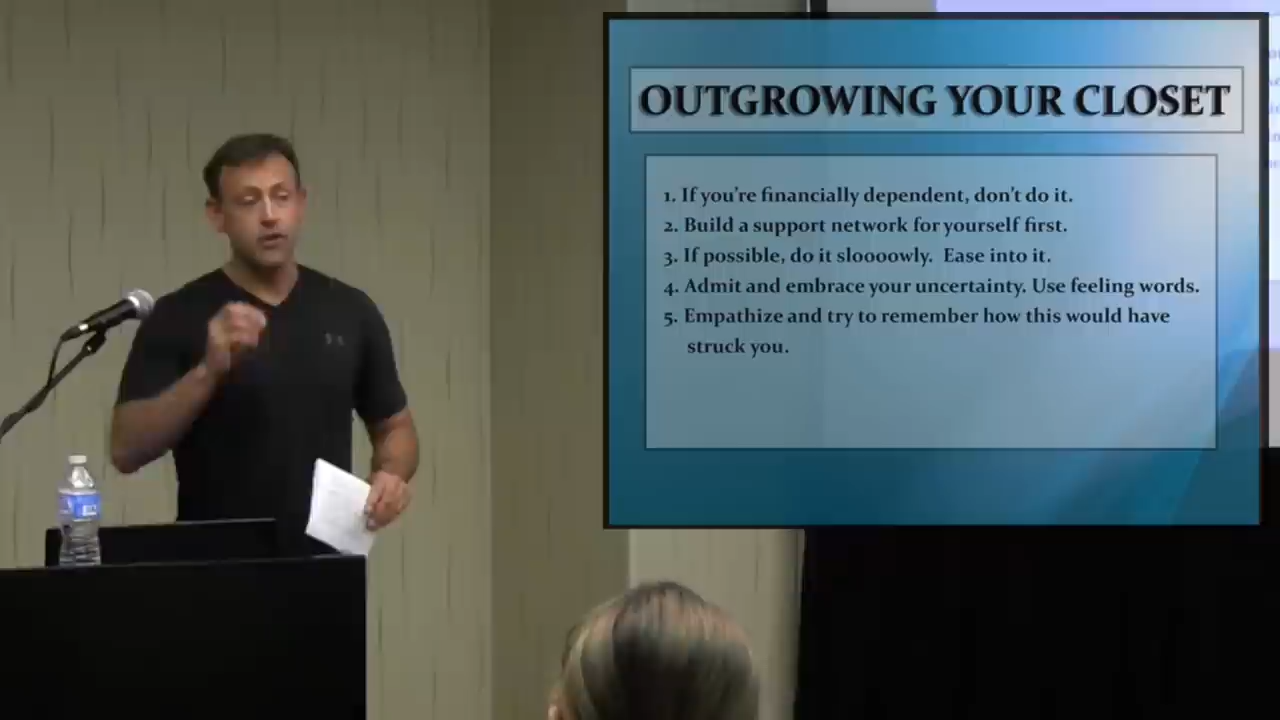 OUTGROWING YOUR CLOSET
1. If you're financially dependent, don't do it.
2. Build a support network for yourself first.
3. If possible, do it sloooowly. Ease into it.
4. Admit and embrace your uncertainty. Use feeling words.
5. Empathize and try to remember how this would have
struck you.